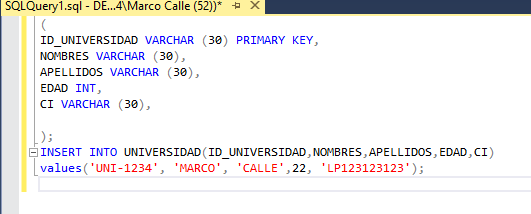 SQLQuery1.sql - DE...4\Marco Calle (52))*
(
ID_UNIVERSIDAD VARCHAR (30) PRIMARY KEY,
NOMBRES VARCHAR (30),
APELLIDOS VARCHAR (30),
EDAD INT,
CI VARCHAR (30),
);
INSERT INTO UNIVERSIDAD(ID_UNIVERSIDAD,NOMBRES,APELLIDOS,EDAD,CI)
values('UNI-1234', 'MARCO', 'CALLE',22, 'LP123123123');